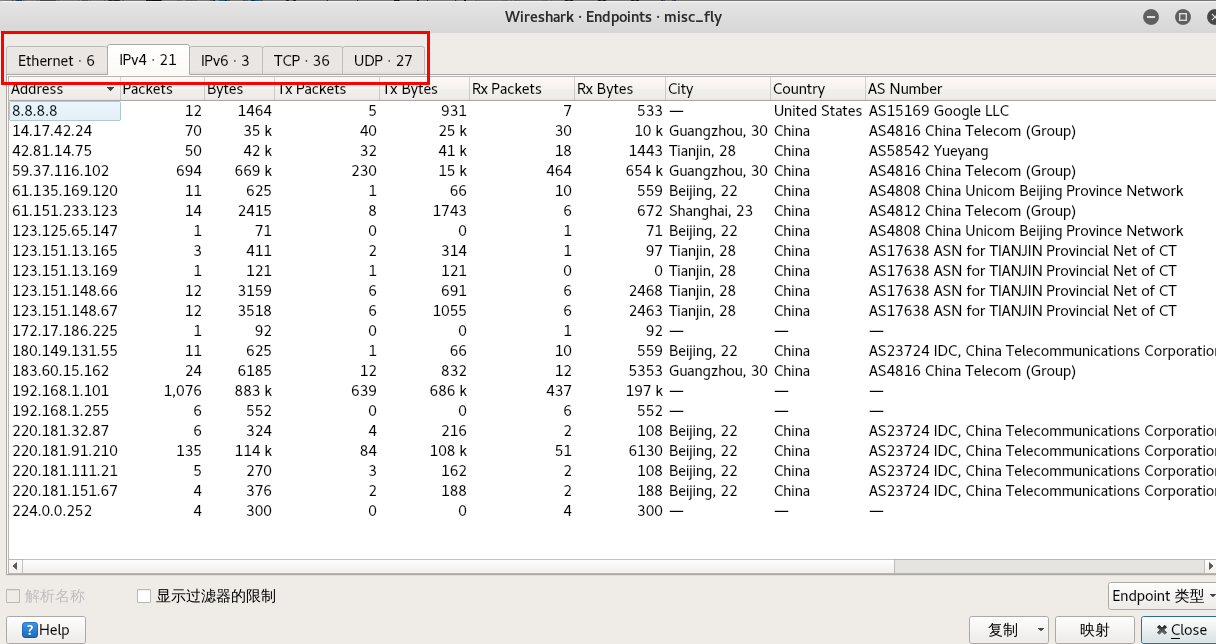 Wireshark · Endpoints · misc_fly
Ethernet · 6 IPv4 · 21 IPv6 · 3 TCP · 36 UDP · 27
Address Packets Bytes Tx Packets Tx Bytes Rx Packets Rx Bytes City Country AS Number
8.8.8.8 12 1464 5 931 7 533 — United States AS15169 Google LLC
14.17.42.24 70 35 k 40 25 k 30 10 k Guangzhou, 30 China AS4816 China Telecom (Group)
42.81.14.75 50 42 k 32 41 k 18 1443 Tianjin, 28 China AS58542 Yueyang
59.37.116.102 694 669 k 230 15 k 464 654 k Guangzhou, 30 China AS4816 China Telecom (Group)
61.135.169.120 11 625 1 66 10 559 Beijing, 22 China AS4808 China Unicom Beijing Province Network
61.151.233.123 14 2415 8 1743 6 672 Shanghai, 23 China AS4812 China Telecom (Group)
123.125.65.147 1 71 0 0 1 71 Beijing, 22 China AS4808 China Unicom Beijing Province Network
123.151.13.165 3 411 2 314 1 97 Tianjin, 28 China AS17638 ASN for TIANJIN Provincial Net of CT
123.151.13.169 1 121 1 121 0 0 Tianjin, 28 China AS17638 ASN for TIANJIN Provincial Net of CT
123.151.148.66 12 3159 6 691 6 2468 Tianjin, 28 China AS17638 ASN for TIANJIN Provincial Net of CT
123.151.148.67 12 3518 6 1055 6 2463 Tianjin, 28 China AS17638 ASN for TIANJIN Provincial Net of CT
172.17.186.225 1 92 0 0 1 92 — — —
180.149.131.55 11 625 1 66 10 559 Beijing, 22 China AS23724 IDC, China Telecommunications Corporatio
183.60.15.162 24 6185 12 832 12 5353 Guangzhou, 30 China AS4816 China Telecom (Group)
192.168.1.101 1,076 883 k 639 686 k 437 197 k — — —
192.168.1.255 6 552 0 0 6 552 — — —
220.181.32.87 6 324 4 216 2 108 Beijing, 22 China AS23724 IDC, China Telecommunications Corporatio
220.181.91.210 135 114 k 84 108 k 51 6130 Beijing, 22 China AS23724 IDC, China Telecommunications Corporatio
220.181.111.21 5 270 3 162 2 108 Beijing, 22 China AS23724 IDC, China Telecommunications Corporatio
220.181.151.67 4 376 2 188 2 188 Beijing, 22 China AS23724 IDC, China Telecommunications Corporatio
224.0.0.252 4 300 0 0 4 300 — — —
解析名称 显示过滤器的限制 Endpoint 类型
Help 复制 映射 Close